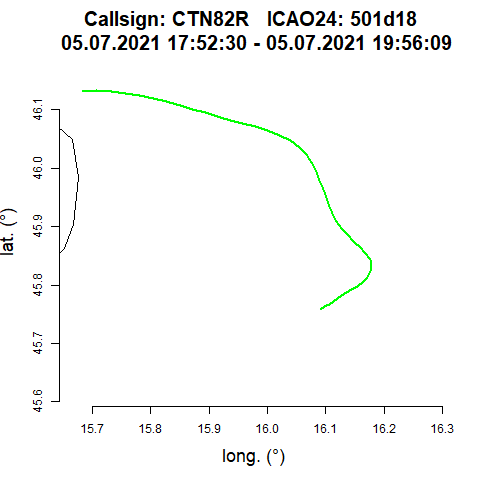 Callsign: CTN82R   ICAO24: 501d18
05.07.2021 17:52:30 - 05.07.2021 19:56:09
lat. (°)
46.1
46.0
45.9
45.8
45.7
45.6
15.7 15.8 15.9 16.0 16.1 16.2 16.3
long. (°)